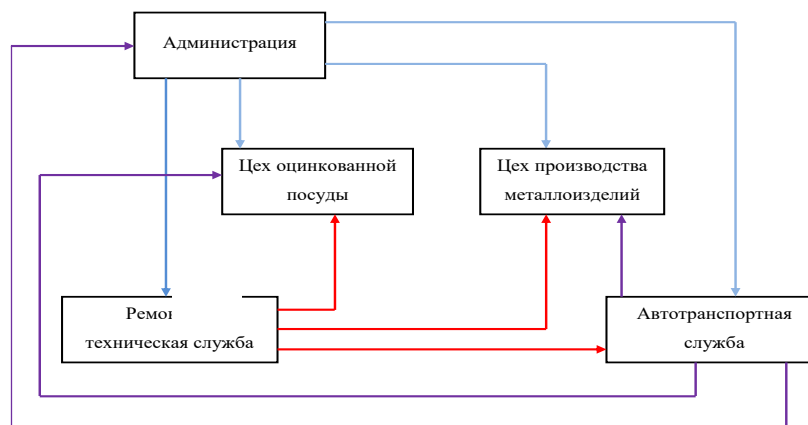 Администрация
Цех оцинкованной
посуды
Цех производства
металлоизделий
техническая служба
Автотранспортная
служба